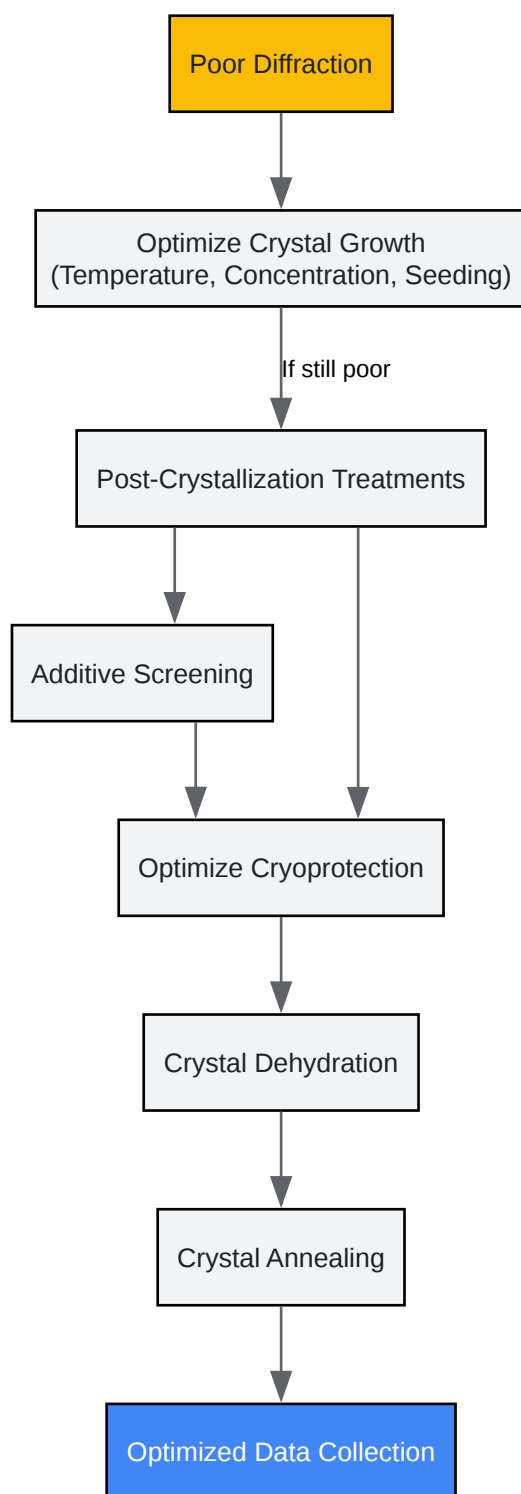 Poor Diffraction
Optimize Crystal Growth
(Temperature, Concentration, Seeding)
If still poor
Post-Crystallization Treatments
Additive Screening
Optimize Cryoprotection
Crystal Dehydration
Crystal Annealing
Optimized Data Collection